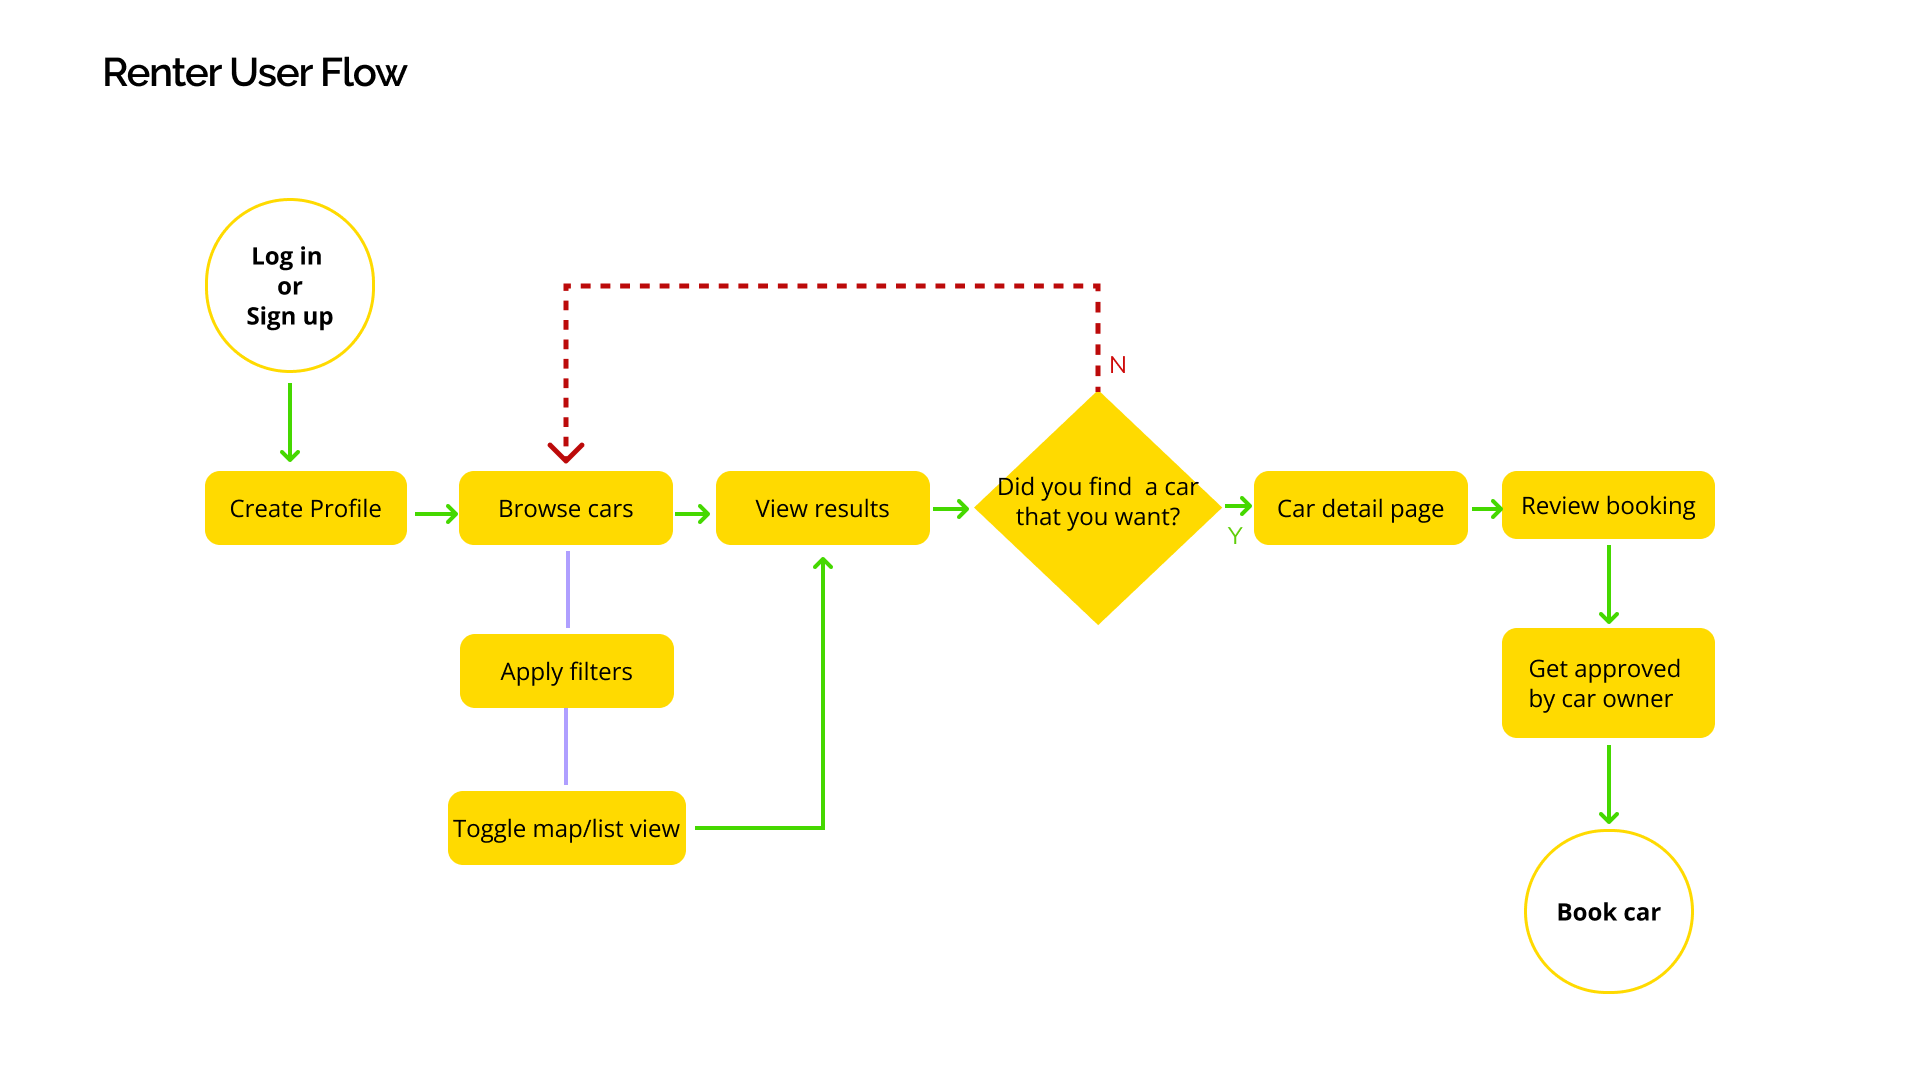 Renter User Flow
Log in
or
Sign up
N
Create Profile
Browse cars
View results
Did you find  a car
that you want?
Y
Car detail page
Review booking
Apply filters
Get approved
by car owner
Toggle map/list view
Book car